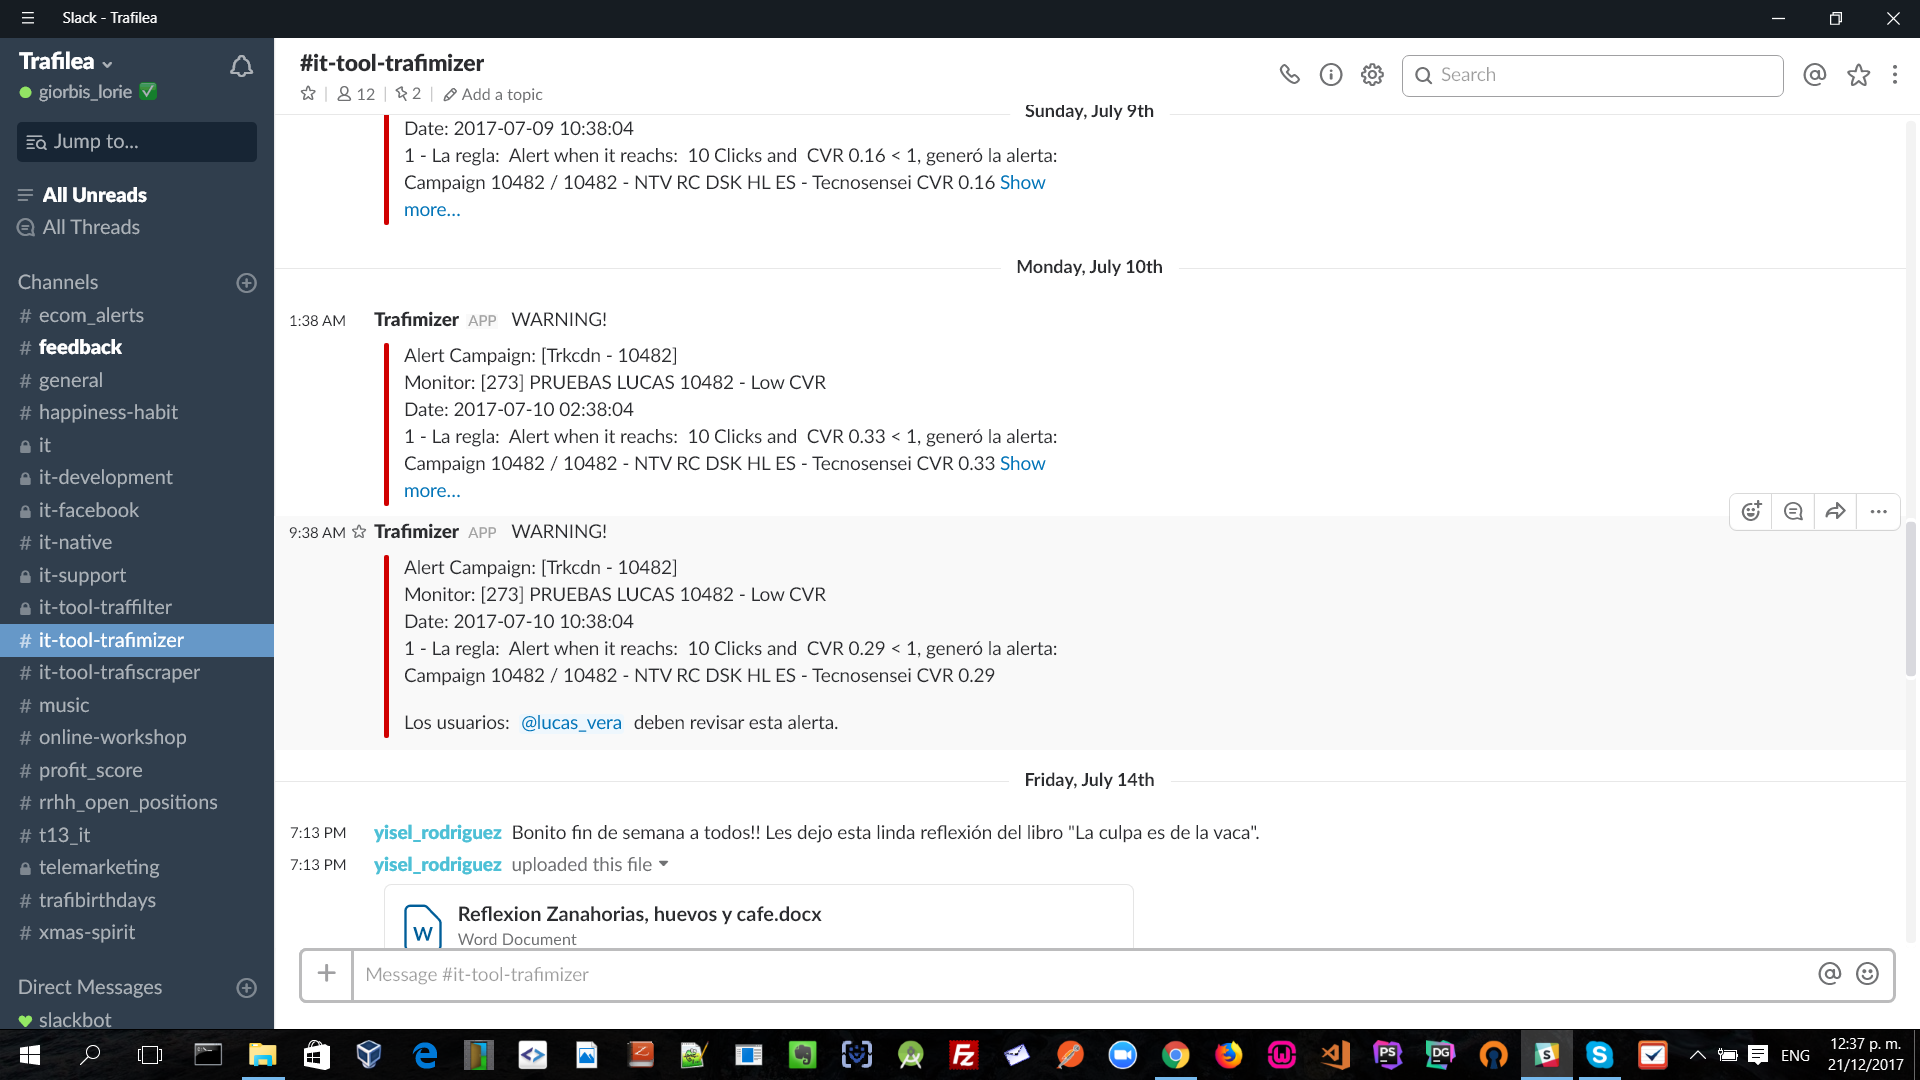 Slack - Trafilea
Trafilea
giorbis_lorie
Jump to...
All Unreads
All Threads
Channels
# ecom_alerts
# feedback
# general
# happiness-habit
it
it-development
it-facebook
# it-native
it-support
it-tool-traffilter
# it-tool-trafimizer
# it-tool-trafiscraper
# music
# online-workshop
# profit_score
# rrhh_open_positions
# t13_it
telemarketing
# trafibirthdays
# xmas-spirit
Direct Messages
slackbot
#it-tool-trafimizer
12 | 2 | Add a topic
Search
Sunday, July 9th
Date: 2017-07-09 10:38:04
1 - La regla: Alert when it reachs: 10 Clicks and CVR 0.16 < 1, generó la alerta:
Campaign 10482 / 10482 - NTV RC DSK HL ES - Tecnosensei CVR 0.16 Show
more...
Monday, July 10th
1:38 AM Trafimizer APP WARNING!
Alert Campaign: [Trkcdn - 10482]
Monitor: [273] PRUEBAS LUCAS 10482 - Low CVR
Date: 2017-07-10 02:38:04
1 - La regla: Alert when it reachs: 10 Clicks and CVR 0.33 < 1, generó la alerta:
Campaign 10482 / 10482 - NTV RC DSK HL ES - Tecnosensei CVR 0.33 Show
more...
9:38 AM Trafimizer APP WARNING!
Alert Campaign: [Trkcdn - 10482]
Monitor: [273] PRUEBAS LUCAS 10482 - Low CVR
Date: 2017-07-10 10:38:04
1 - La regla: Alert when it reachs: 10 Clicks and CVR 0.29 < 1, generó la alerta:
Campaign 10482 / 10482 - NTV RC DSK HL ES - Tecnosensei CVR 0.29
Los usuarios: @lucas_vera deben revisar esta alerta.
Friday, July 14th
7:13 PM yisel_rodriguez Bonito fin de semana a todos!! Les dejo esta linda reflexión del libro "La culpa es de la vaca".
7:13 PM yisel_rodriguez uploaded this file
W
Reflexion Zanahorias, huevos y cafe.docx
Word Document
+ Message #it-tool-trafimizer @
PS
DG
ENG
12:37 p. m.
21/12/2017